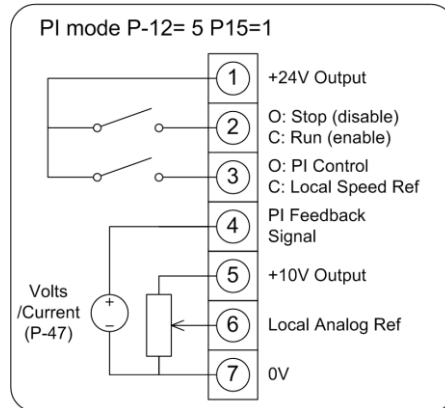 PI mode P-12= 5 P15=1
1
+24V Output
2
O: Stop (disable)
C: Run (enable)
3
O: PI Control
C: Local Speed Ref
4
PI Feedback
Signal
5
+10V Output
Volts
/Current
(P-47)
+
−
6
Local Analog Ref
7
0V